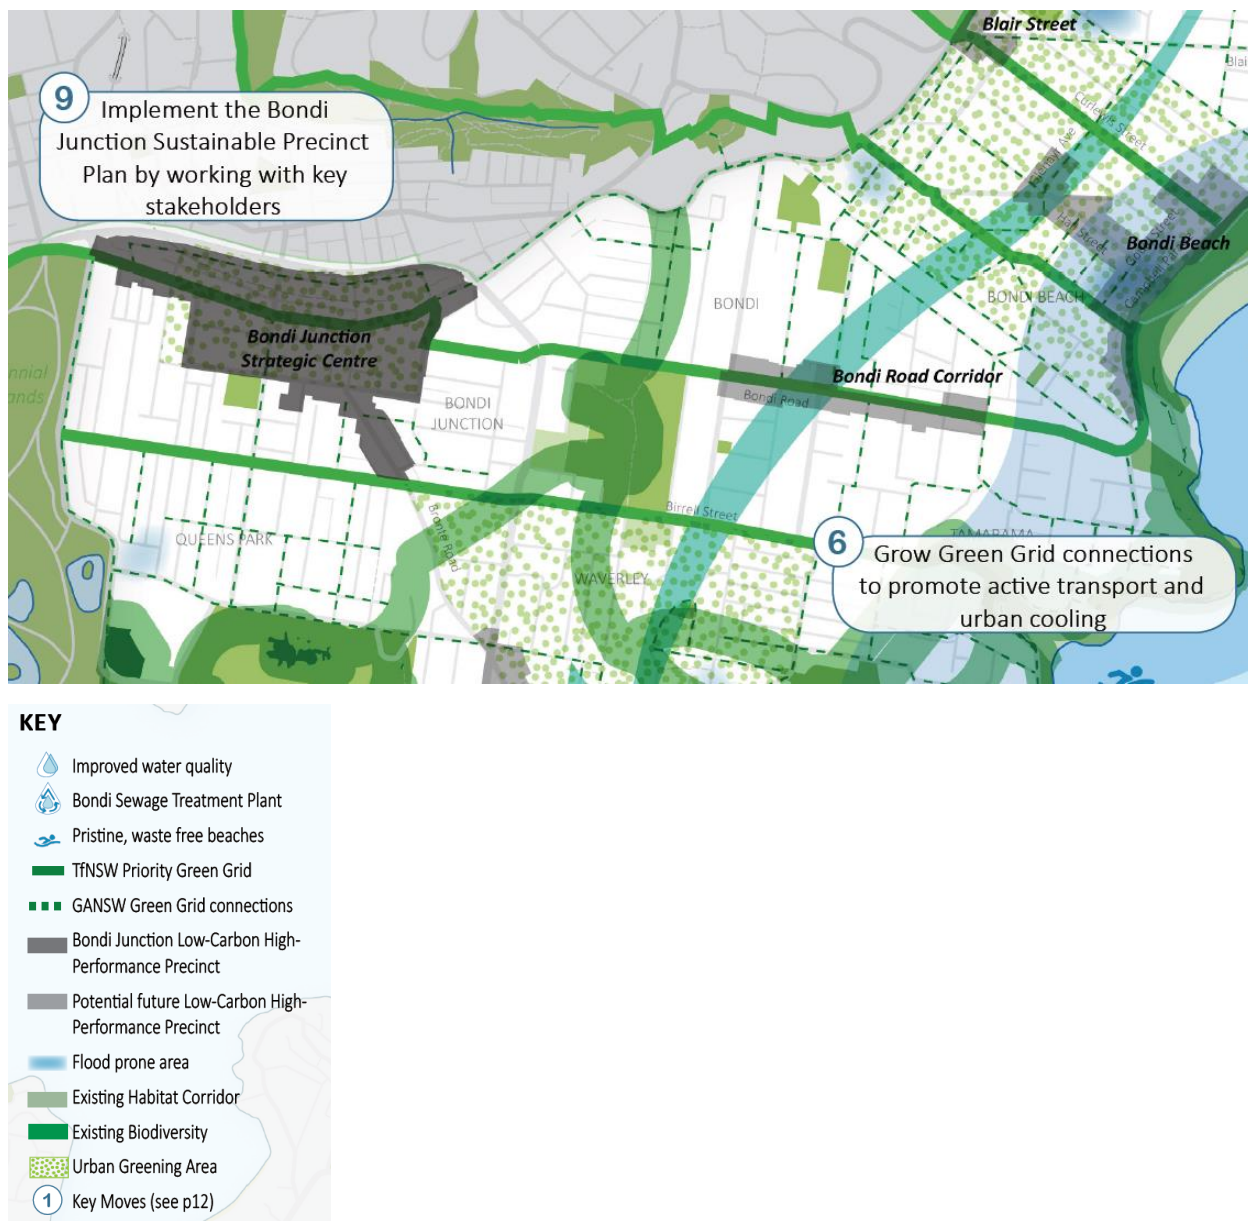 Blair Street
9
Implement the Bondi
Junction Sustainable Precinct
Plan by working with key
stakeholders
Curlewis Street
Hall Street
Bondi Beach
BONDI BEACH
BONDI
Bondi Junction
Strategic Centre
Bondi Road Corridor
Bondi Road
BONDI
JUNCTION
Birrell Street
Bronte Road
QUEENS PARK
WAVERLEY
TAMARAMA
6
Grow Green Grid connections
to promote active transport and
urban cooling
KEY
Improved water quality
Bondi Sewage Treatment Plant
Pristine, waste free beaches
TfNSW Priority Green Grid
GANSW Green Grid connections
Bondi Junction Low-Carbon High-
Performance Precinct
Potential future Low-Carbon High-
Performance Precinct
Flood prone area
Existing Habitat Corridor
Existing Biodiversity
Urban Greening Area
1 Key Moves (see p12)